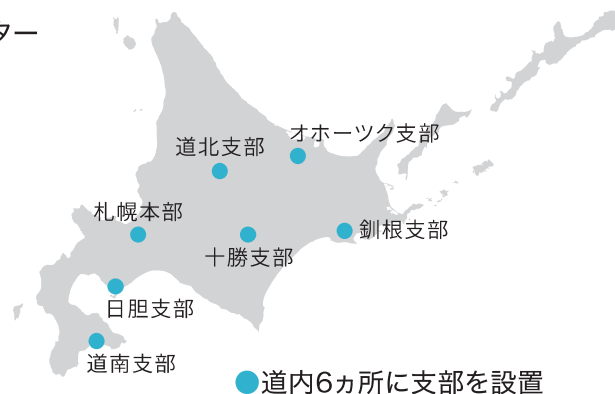 ター
オホーツク支部
道北支部
札幌本部
釧根支部
十勝支部
日胆支部
道南支部
●道内6ヵ所に支部を設置